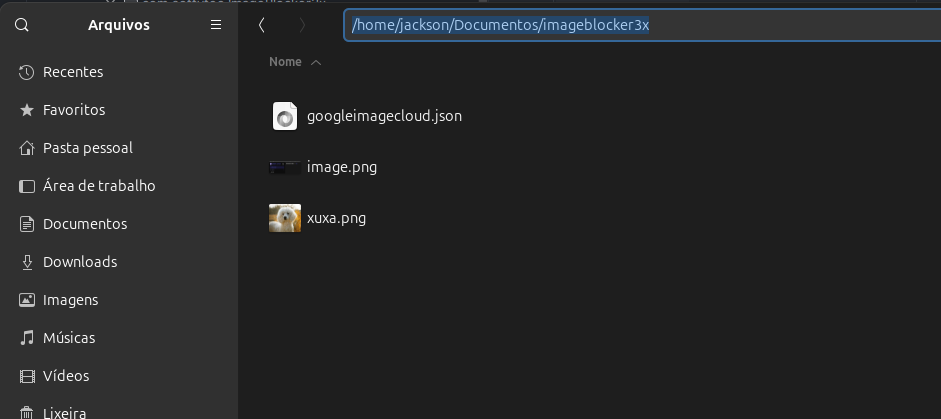 Arquivos
/home/jackson/Documentos/imageblocker3x
Recentes
Favoritos
Pasta pessoal
Área de trabalho
Documentos
Downloads
Imagens
Músicas
Vídeos
Lixeira
Nome
googleimagecloud.json
image.png
xuxa.png